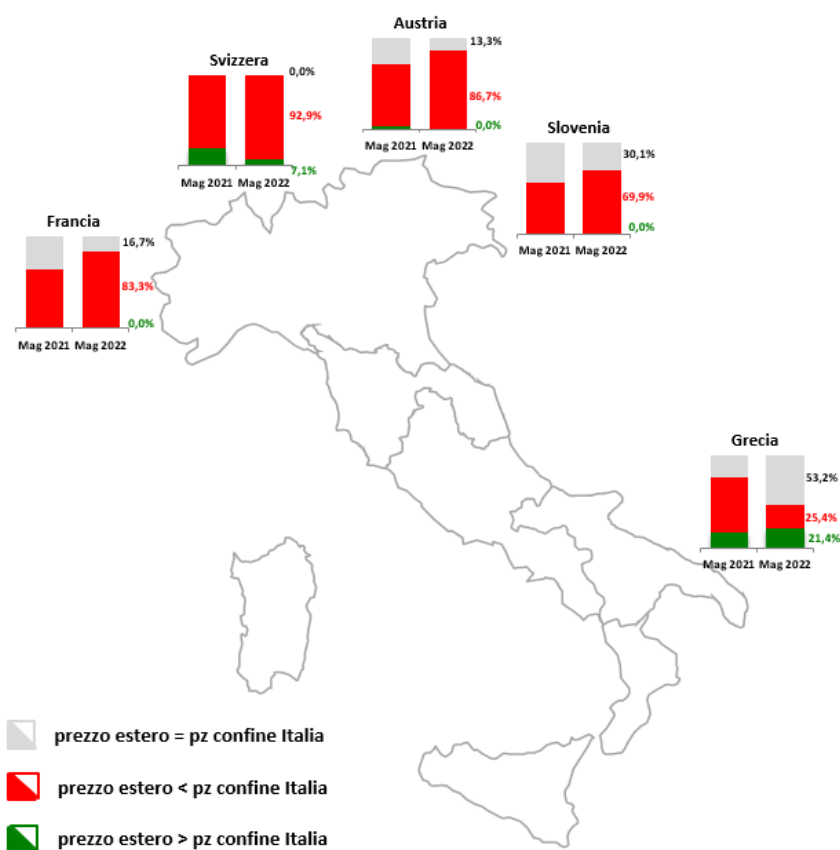 Austria
13,3%
86,7%
0,0%
Mag 2021 Mag 2022
Svizzera
0,0%
92,9%
7,1%
Mag 2021 Mag 2022
Slovenia
30,1%
69,9%
0,0%
Mag 2021 Mag 2022
Francia
16,7%
83,3%
0,0%
Mag 2021 Mag 2022
Grecia
53,2%
25,4%
21,4%
Mag 2021 Mag 2022
prezzo estero = pz confine Italia
prezzo estero < pz confine Italia
prezzo estero > pz confine Italia